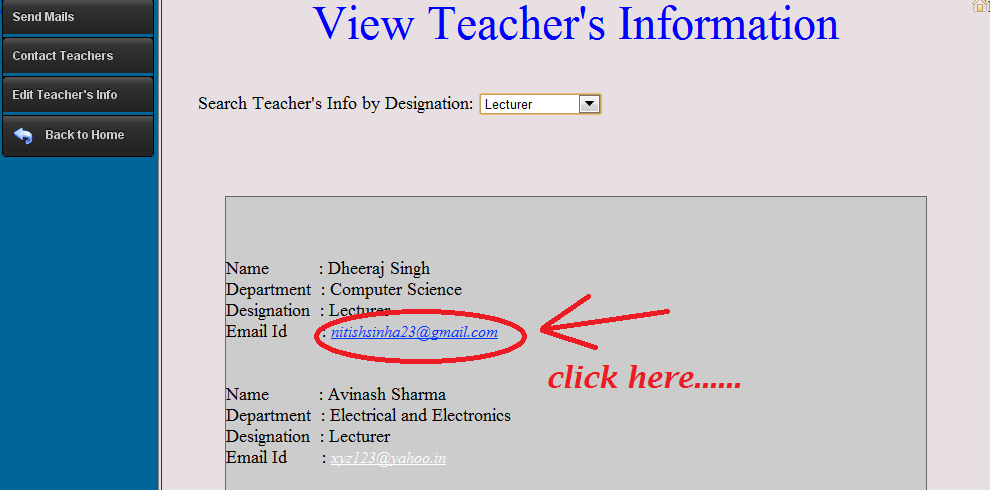 Send Mails
Contact Teachers
Edit Teacher's Info
Back to Home
View Teacher's Information
Search Teacher's Info by Designation: Lecturer
Name : Dheeraj Singh
Department : Computer Science
Designation : Lecturer
Email Id : nitishsinha23@gmail.com
click here......
Name : Avinash Sharma
Department : Electrical and Electronics
Designation : Lecturer
Email Id : xyz123@yahoo.in